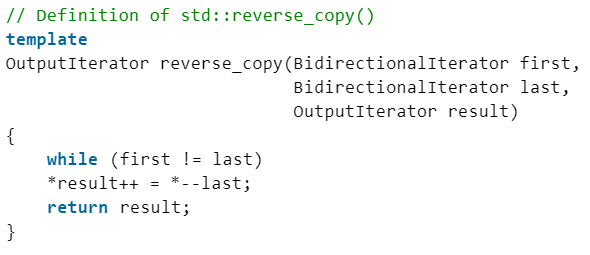 // Definition of std::reverse_copy()
template
OutputIterator reverse_copy(BidirectionalIterator first,
                            BidirectionalIterator last,
                            OutputIterator result)
{
    while (first != last)
    *result++ = *--last;
    return result;
}